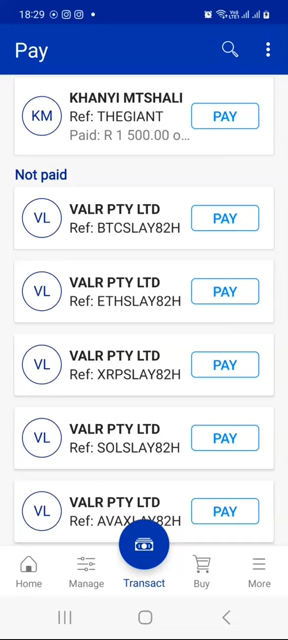 18:29
Pay
KM
KHANYI MTSHALI
Ref: THEGIANT
Paid: R 1 500.00 o...
PAY
Not paid
VL
VALR PTY LTD
Ref: BTCSLAY82H
PAY
VL
VALR PTY LTD
Ref: ETHSLAY82H
PAY
VL
VALR PTY LTD
Ref: XRPSLAY82H
PAY
VL
VALR PTY LTD
Ref: SOLSLAY82H
PAY
VL
VALR PTY LTD
Ref: AVAXLAY82H
PAY
Home
Manage
Transact
Buy
More